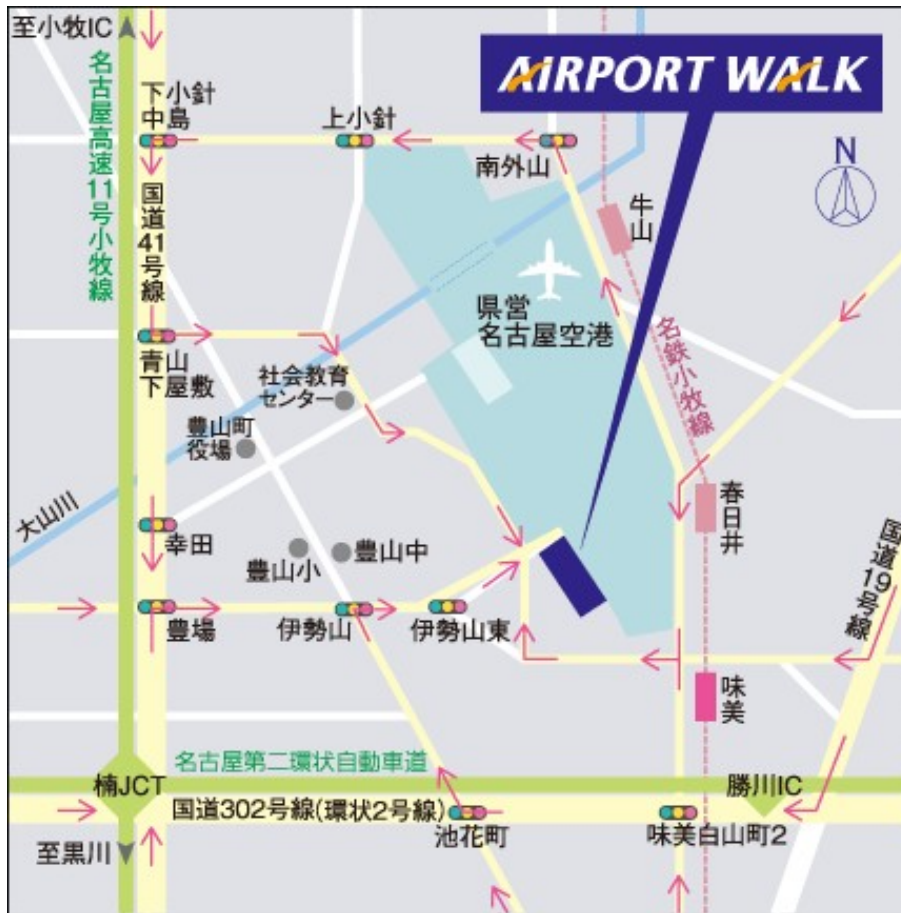 至小牧IC
AIRPORT WALK
名古屋高速11号小牧線
下小針
中島
上小針
南外山
N
国道41号線
牛山
県営
名古屋空港
名鉄小牧線
青山
下屋敷
社会教育
センター
豊山町
役場
大山川
春日井
幸田
豊山小
豊山中
国道19号線
豊場
伊勢山
伊勢山東
味美
名古屋第二環状自動車道
楠JCT
勝川IC
国道302号線(環状2号線)
池花町
味美白山町2
至黒川